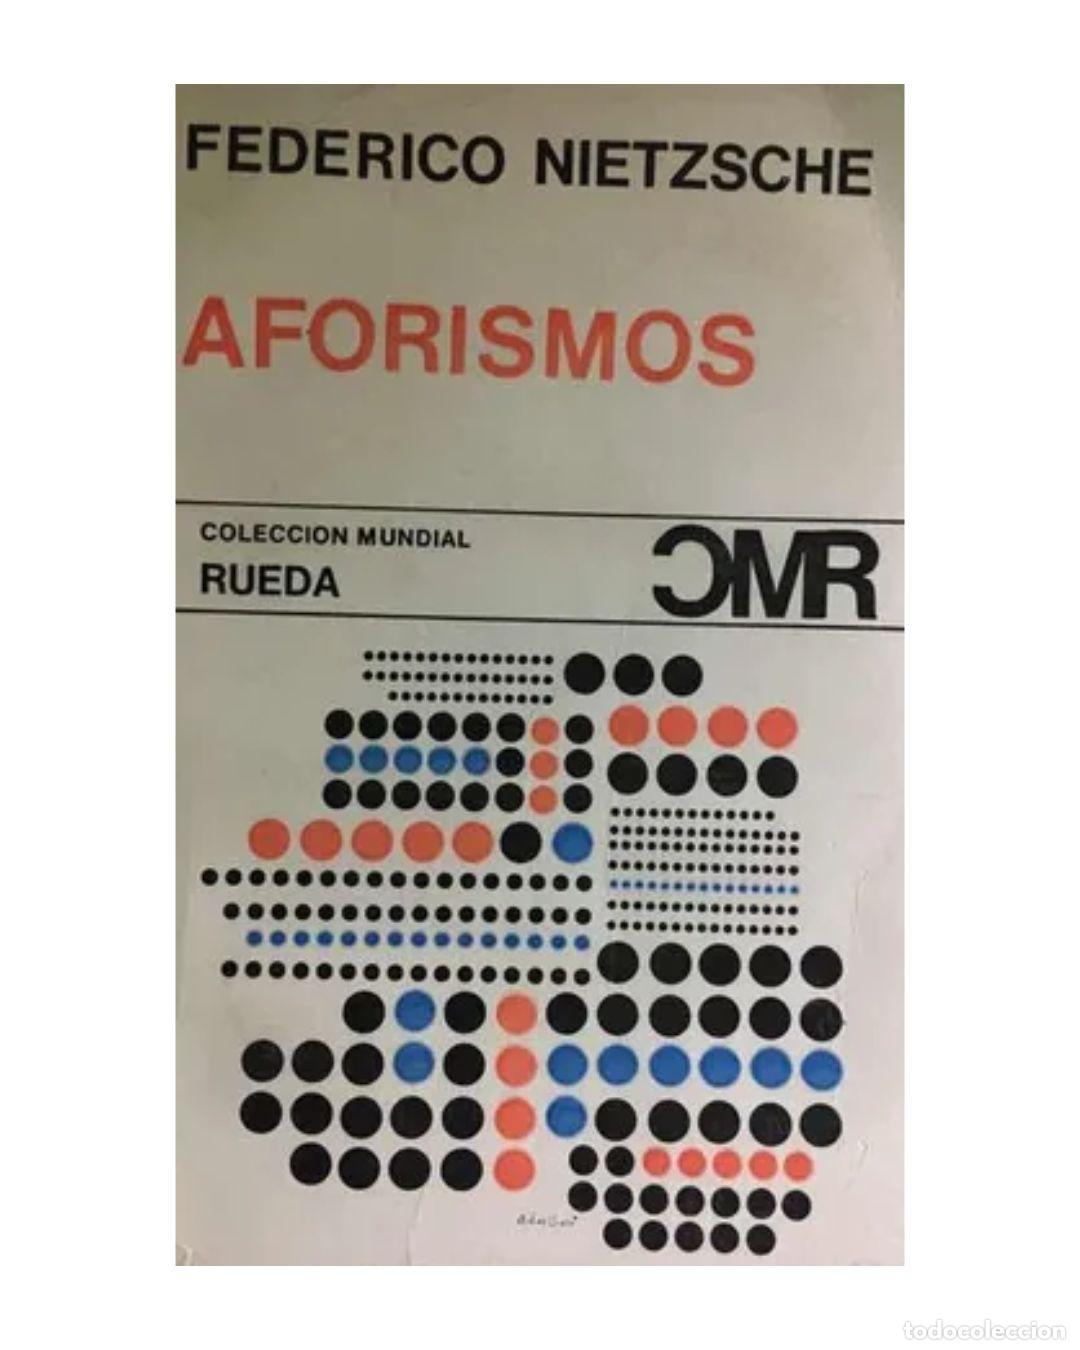 FEDERICO NIETZSCHE
AFORISMOS
COLECCION MUNDIAL
RUEDA
CMR
todocoleccion